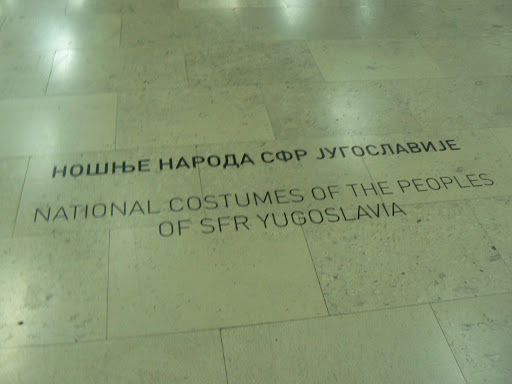 НОШЊЕ НАРОДА СФР ЈУГОСЛАВИЈЕ
NATIONAL COSTUMES OF THE PEOPLES
OF SFR YUGOSLAVIA